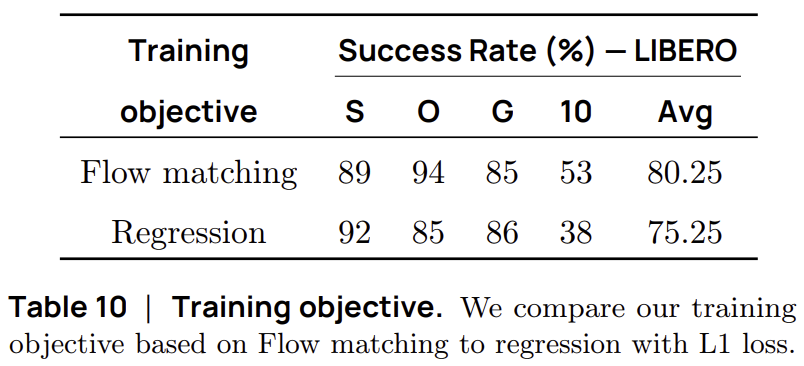 Training Success Rate (%) – LIBERO
objective S O G 10 Avg
Flow matching 89 94 85 53 80.25
Regression 92 85 86 38 75.25
Table 10 | Training objective. We compare our training
objective based on Flow matching to regression with L1 loss.